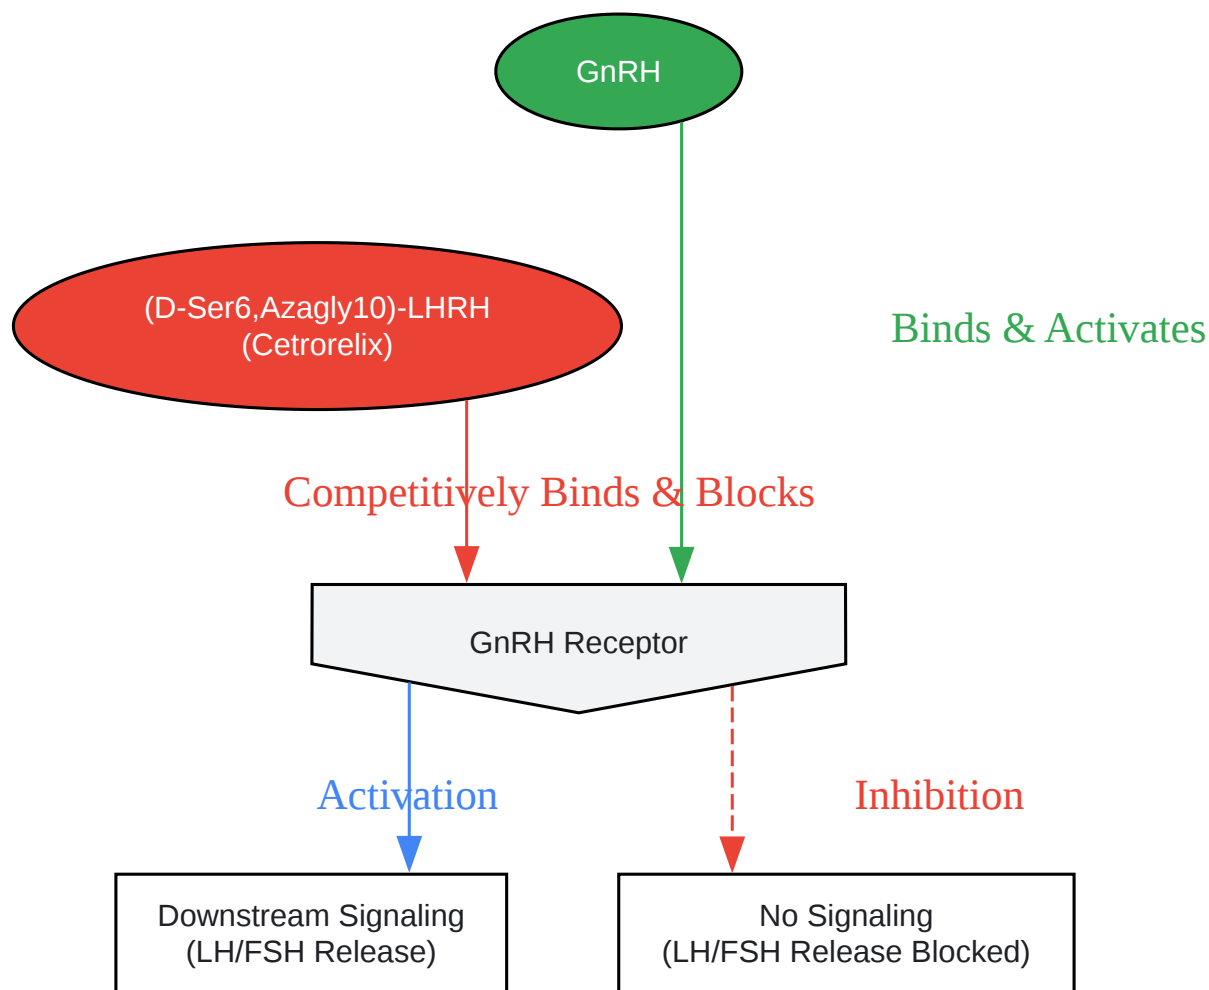 GnRH
(D-Ser6,Azagly10)-LHRH
(Cetrorelix)
Binds & Activates
Competitively Binds & Blocks
GnRH Receptor
Activation
Inhibition
Downstream Signaling
(LH/FSH Release)
No Signaling
(LH/FSH Release Blocked)